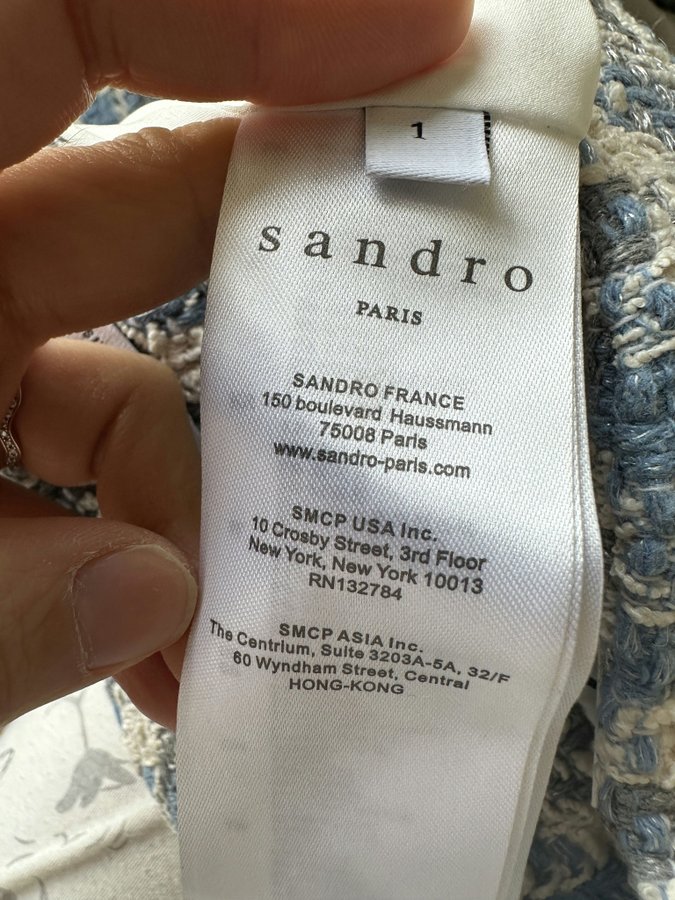 1
sandro
PARIS
SANDRO FRANCE
150 boulevard Haussmann
75008 Paris
www.sandro-paris.com
SMCP USA Inc.
10 Crosby Street, 3rd Floor
New York, New York 10013
RN132784
SMCP ASIA Inc.
The Centrium, Suite 3203A-5A, 32/F
60 Wyndham Street, Central
HONG-KONG